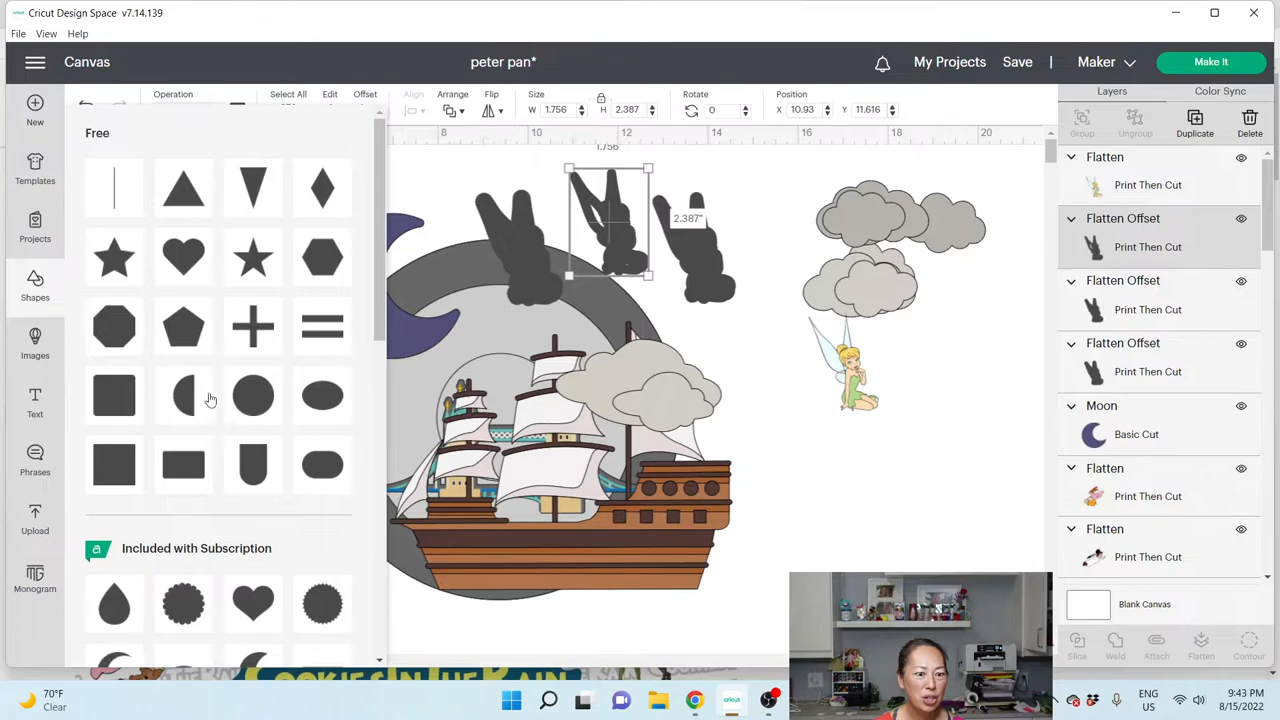 Cricut Design Space v7.14.139
File View Help
Canvas
peter pan*
My Projects Save | Maker Make It
Operation Select All Edit Offset Align Arrange Flip Size Rotate Position
W 1.756 H 2.387 0 X 10.93 Y 11.616
Layers Color Sync
Group Ungroup Duplicate Delete
8 10 12 14 16 18 20
1.756
2.387"
New
Templates
Projects
Shapes
Images
Text
Phrases
Upload
Monogram
Free
a Included with Subscription
Flatten
Print Then Cut
Flatten Offset
Print Then Cut
Flatten Offset
Print Then Cut
Flatten Offset
Print Then Cut
Moon
Basic Cut
Flatten
Print Then Cut
Flatten
Print Then Cut
Blank Canvas
Slice Weld Attach Flatten Contour
70°F
Clear
ENG
US
9:43 PM
8/15/2022